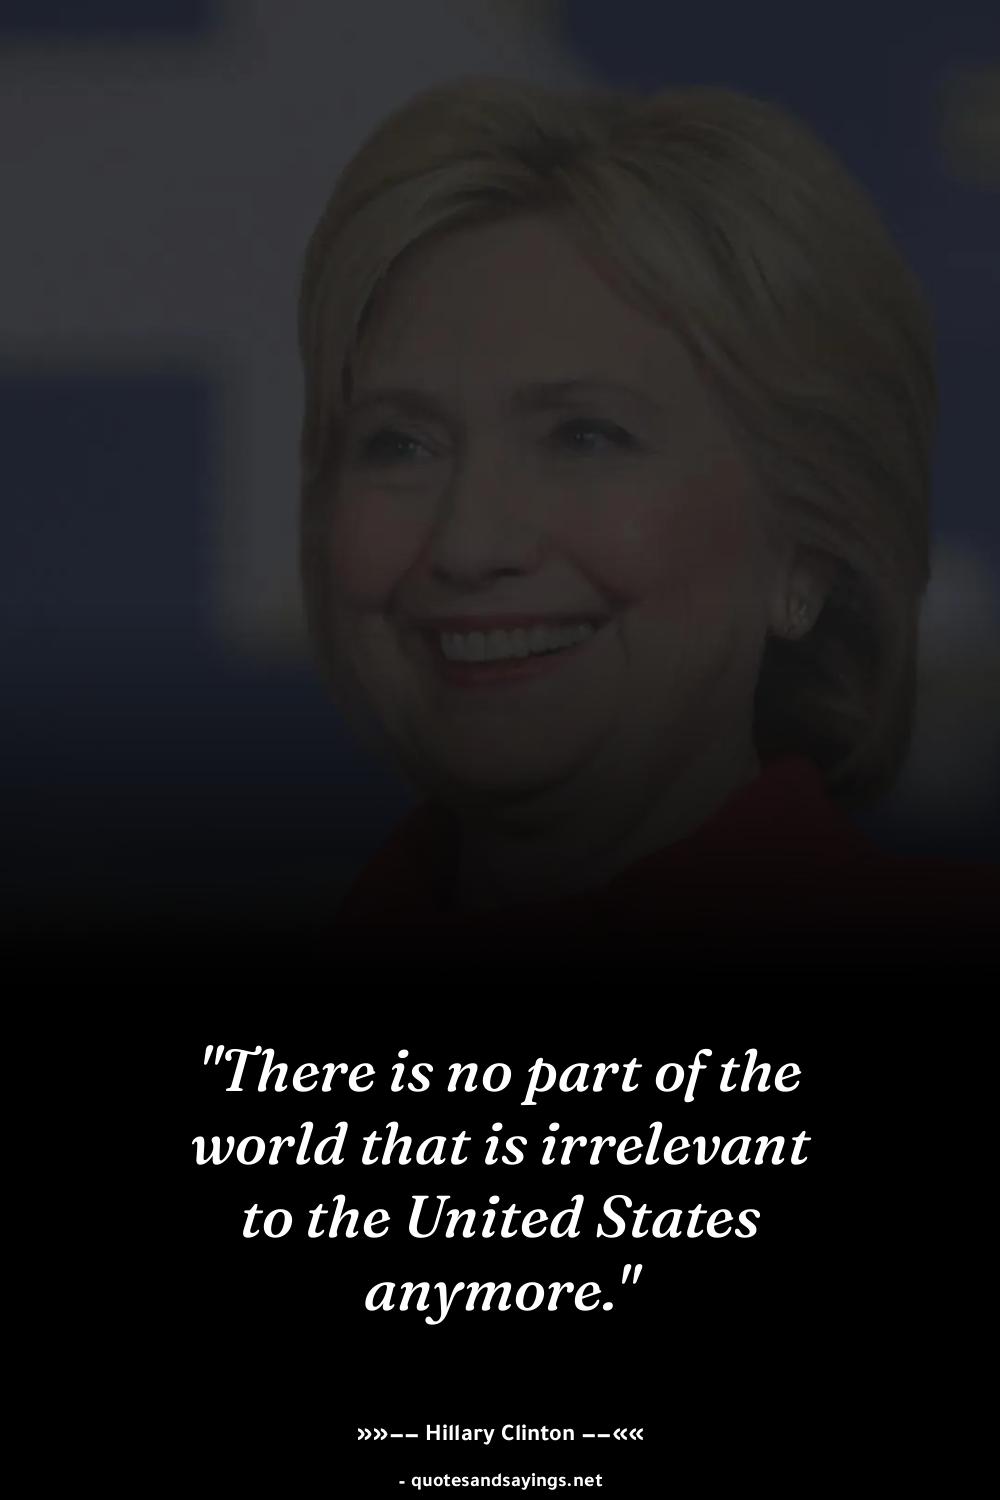 "There is no part of the
world that is irrelevant
to the United States
anymore."
»»−− Hillary Clinton −−««
- quotesandsayings.net